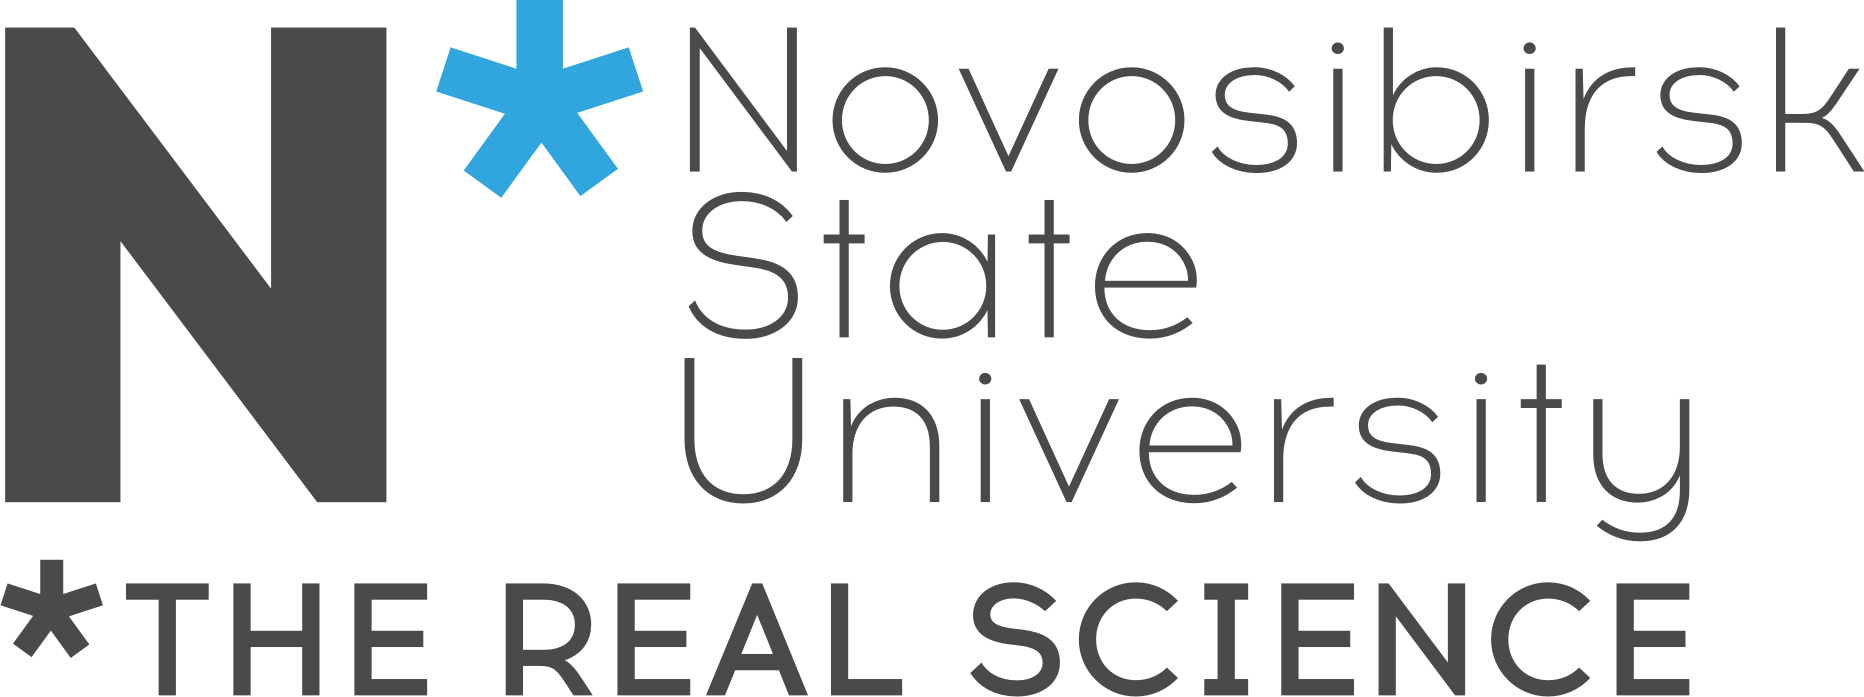 N* Novosibirsk
State
University
*THE REAL SCIENCE